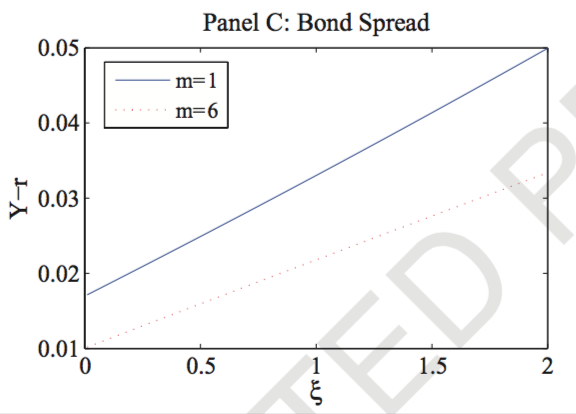 Panel C: Bond Spread
0.05
m=1
m=6
0.04
0.03
0.02
0.01
Y−r
0 0.5 1 1.5 2
ξ
TED P